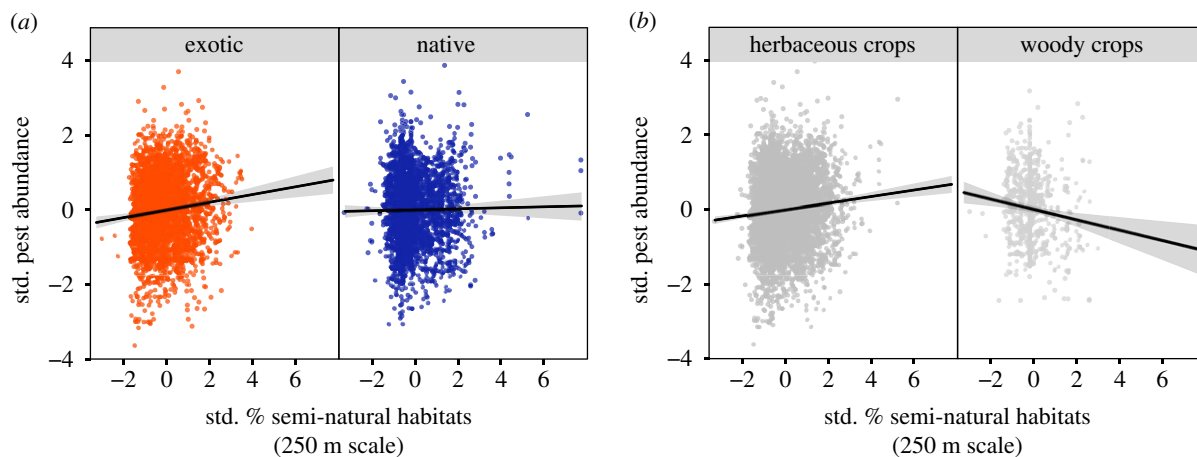 (a)
exotic
native
4
2
0
−2
−4
std. pest abundance
−2 0 2 4 6 −2 0 2 4 6
std. % semi-natural habitats
(250 m scale)
(b)
herbaceous crops
woody crops
4
2
0
−2
−4
std. pest abundance
−2 0 2 4 6 −2 0 2 4 6
std. % semi-natural habitats
(250 m scale)